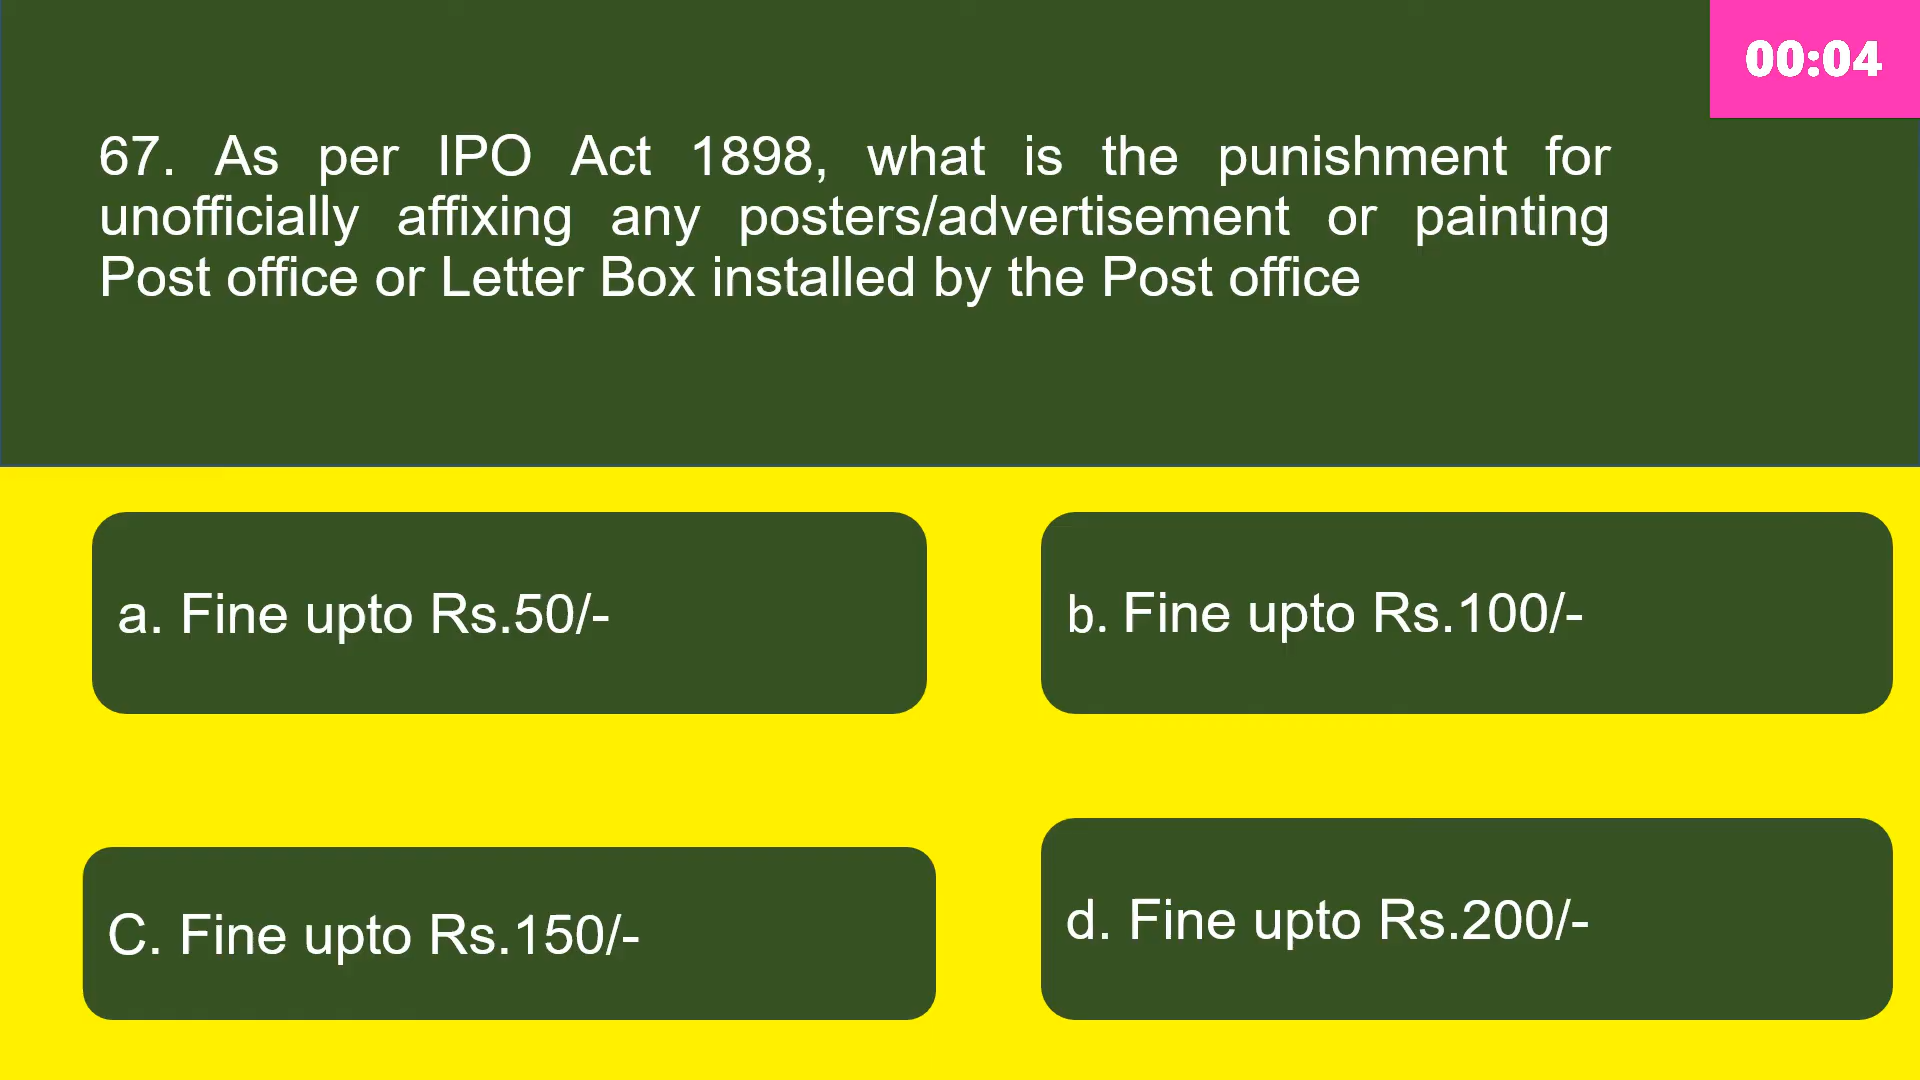 00:04
67. As per IPO Act 1898, what is the punishment for
unofficially affixing any posters/advertisement or painting
Post office or Letter Box installed by the Post office
a. Fine upto Rs.50/-
b. Fine upto Rs.100/-
C. Fine upto Rs.150/-
d. Fine upto Rs.200/-